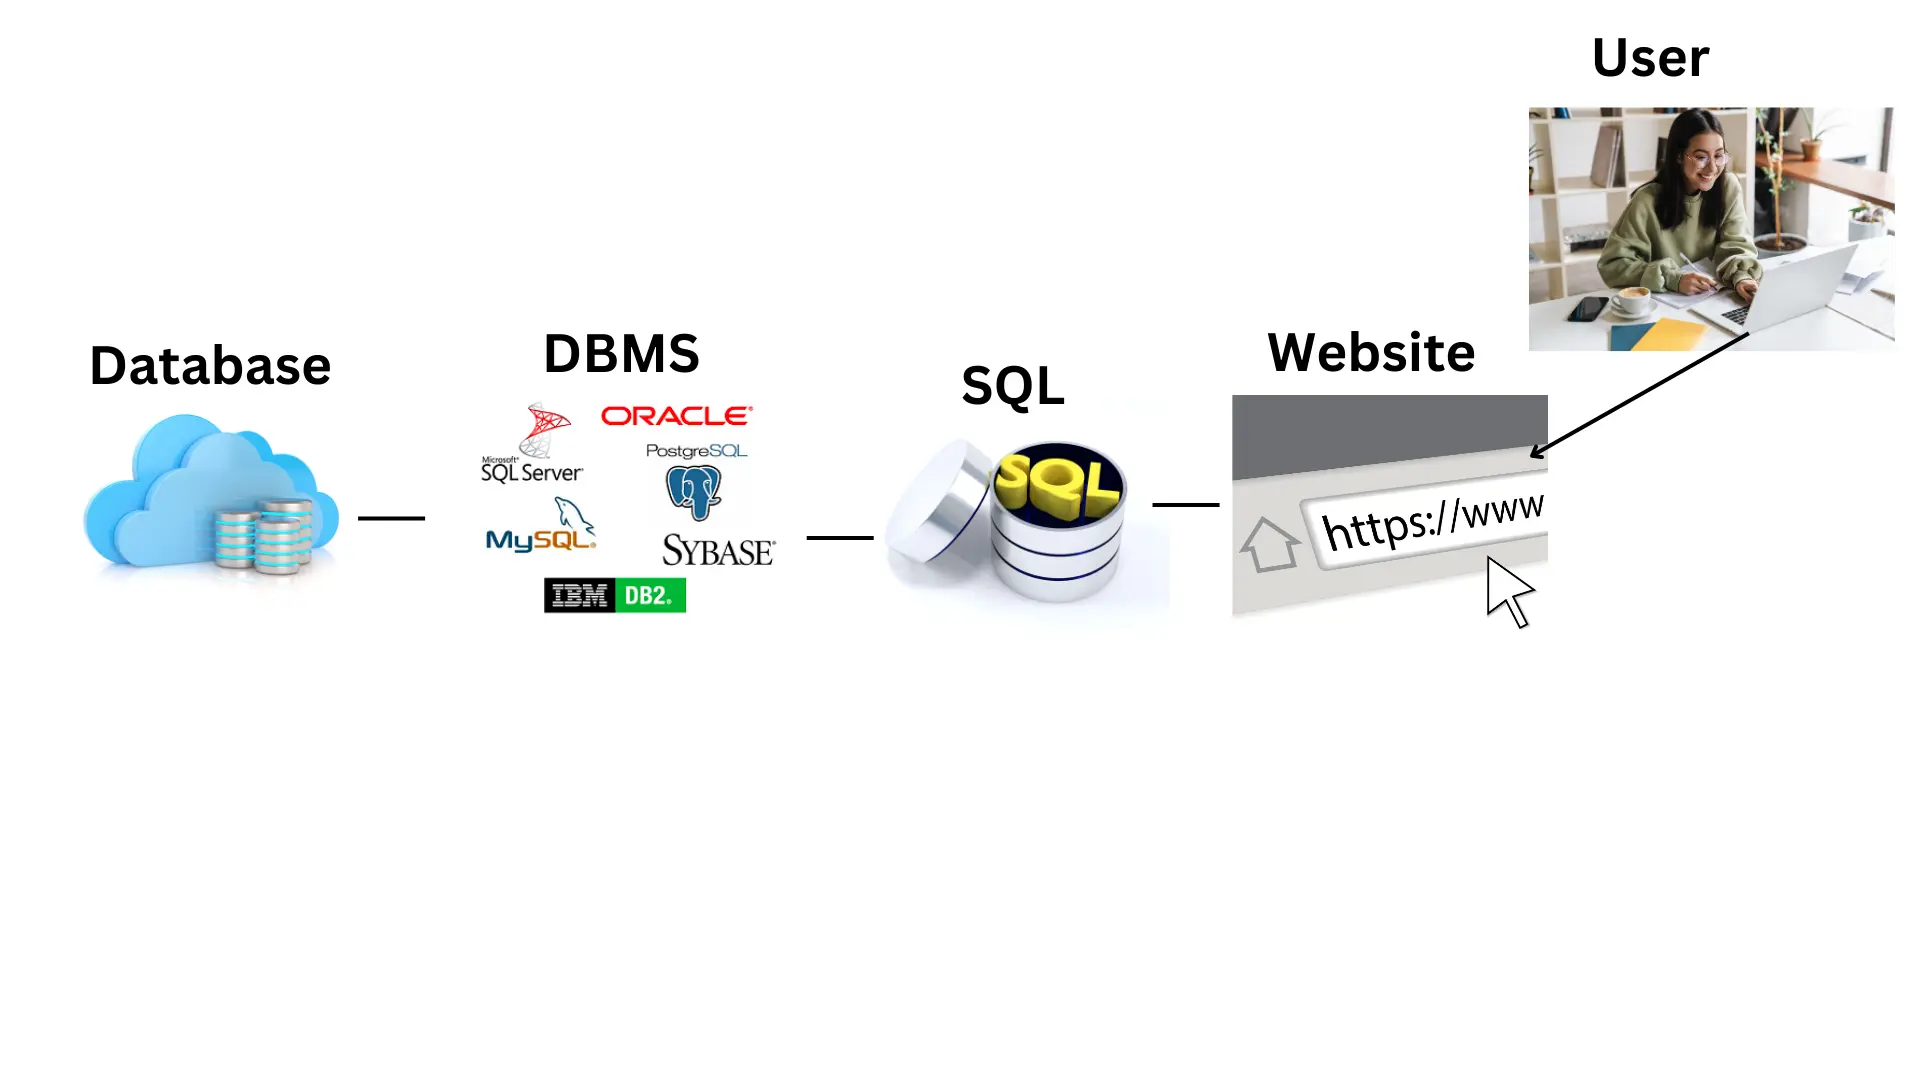 User
Database
DBMS
SQL
Website
Microsoft®
SQL Server®
ORACLE®
PostgreSQL
MySQL®
SYBASE®
IBM DB2®
SQL
https://www